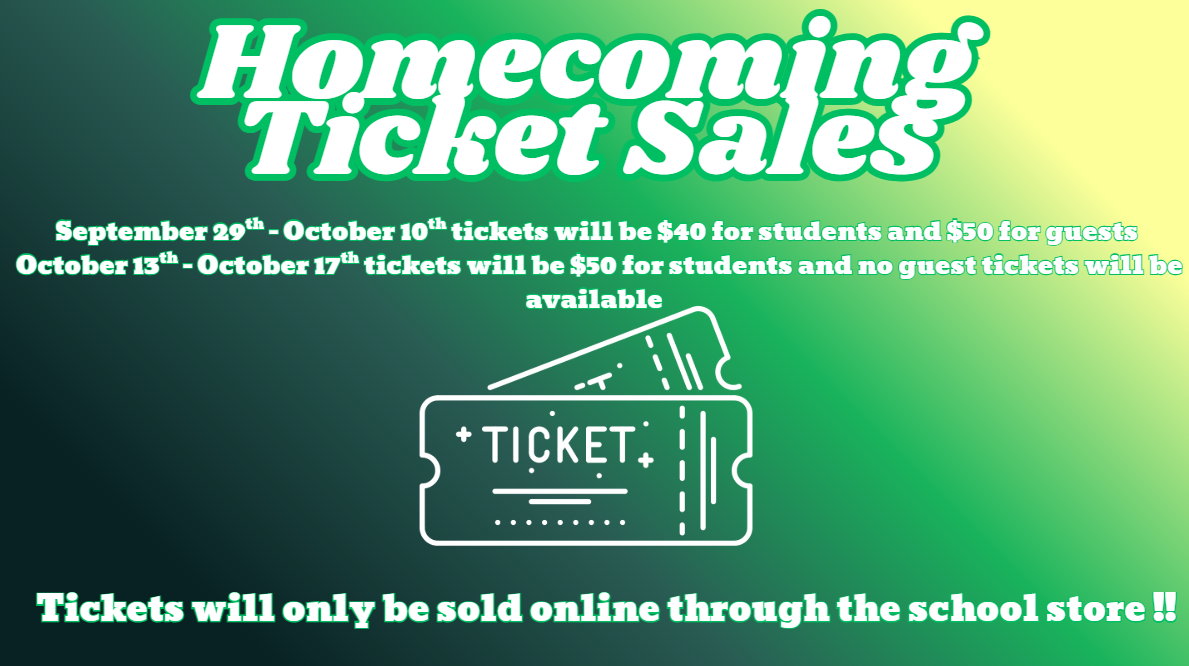 Homecoming
Ticket Sales
September 29th - October 10th tickets will be $40 for students and $50 for guests
October 13th - October 17th tickets will be $50 for students and no guest tickets will be
available
TICKET
Tickets will only be sold online through the school store !!